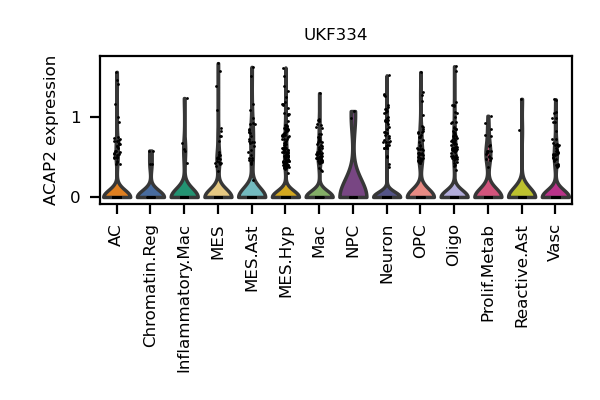 UKF334
ACAP2 expression
1
0
AC
Chromatin.Reg
Inflammatory.Mac
MES
MES.Ast
MES.Hyp
Mac
NPC
Neuron
OPC
Oligo
Prolif.Metab
Reactive.Ast
Vasc